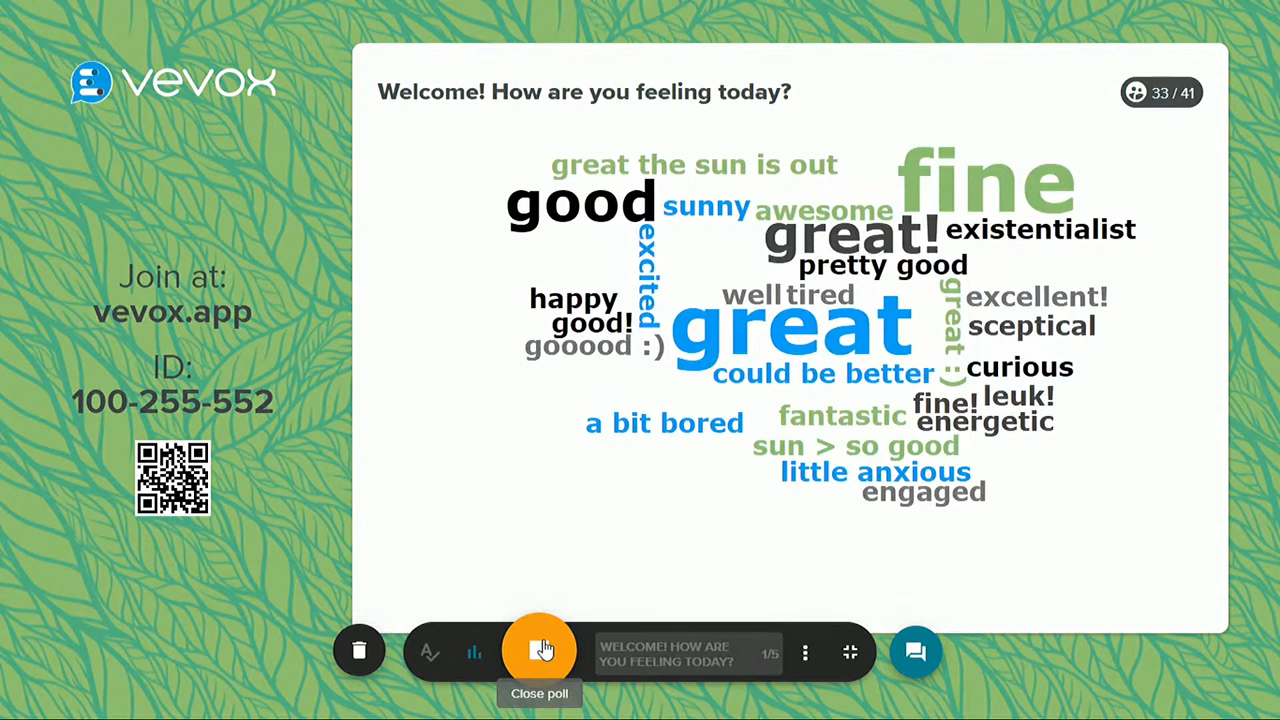 vevox
Join at:
vevox.app
ID:
100-255-552
Welcome! How are you feeling today?
33 / 41
great the sun is out
fine
good
sunny
awesome
great!
existentialist
excited
pretty good
happy
well
tired
great :)
excellent!
good!
great
sceptical
gooood :)
could be better
curious
leuk!
fine!
a bit bored
fantastic
energetic
sun > so good
little anxious
engaged
WELCOME! HOW ARE
YOU FEELING TODAY?
1/5
Close poll